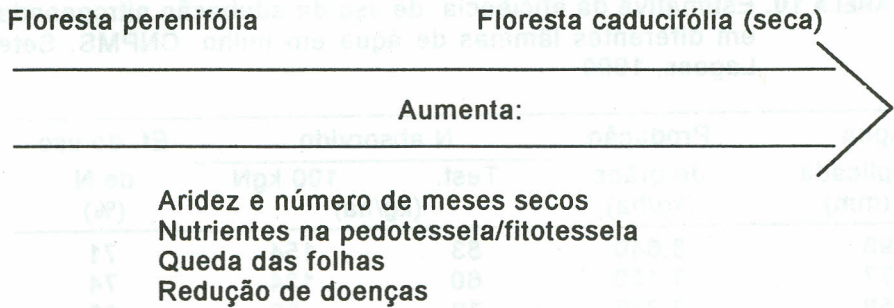 Floresta perenifólia Floresta caducifólia (seca)
Aumenta:
Aridez e número de meses secos
Nutrientes na pedotessela/fitotessela
Queda das folhas
Redução de doenças